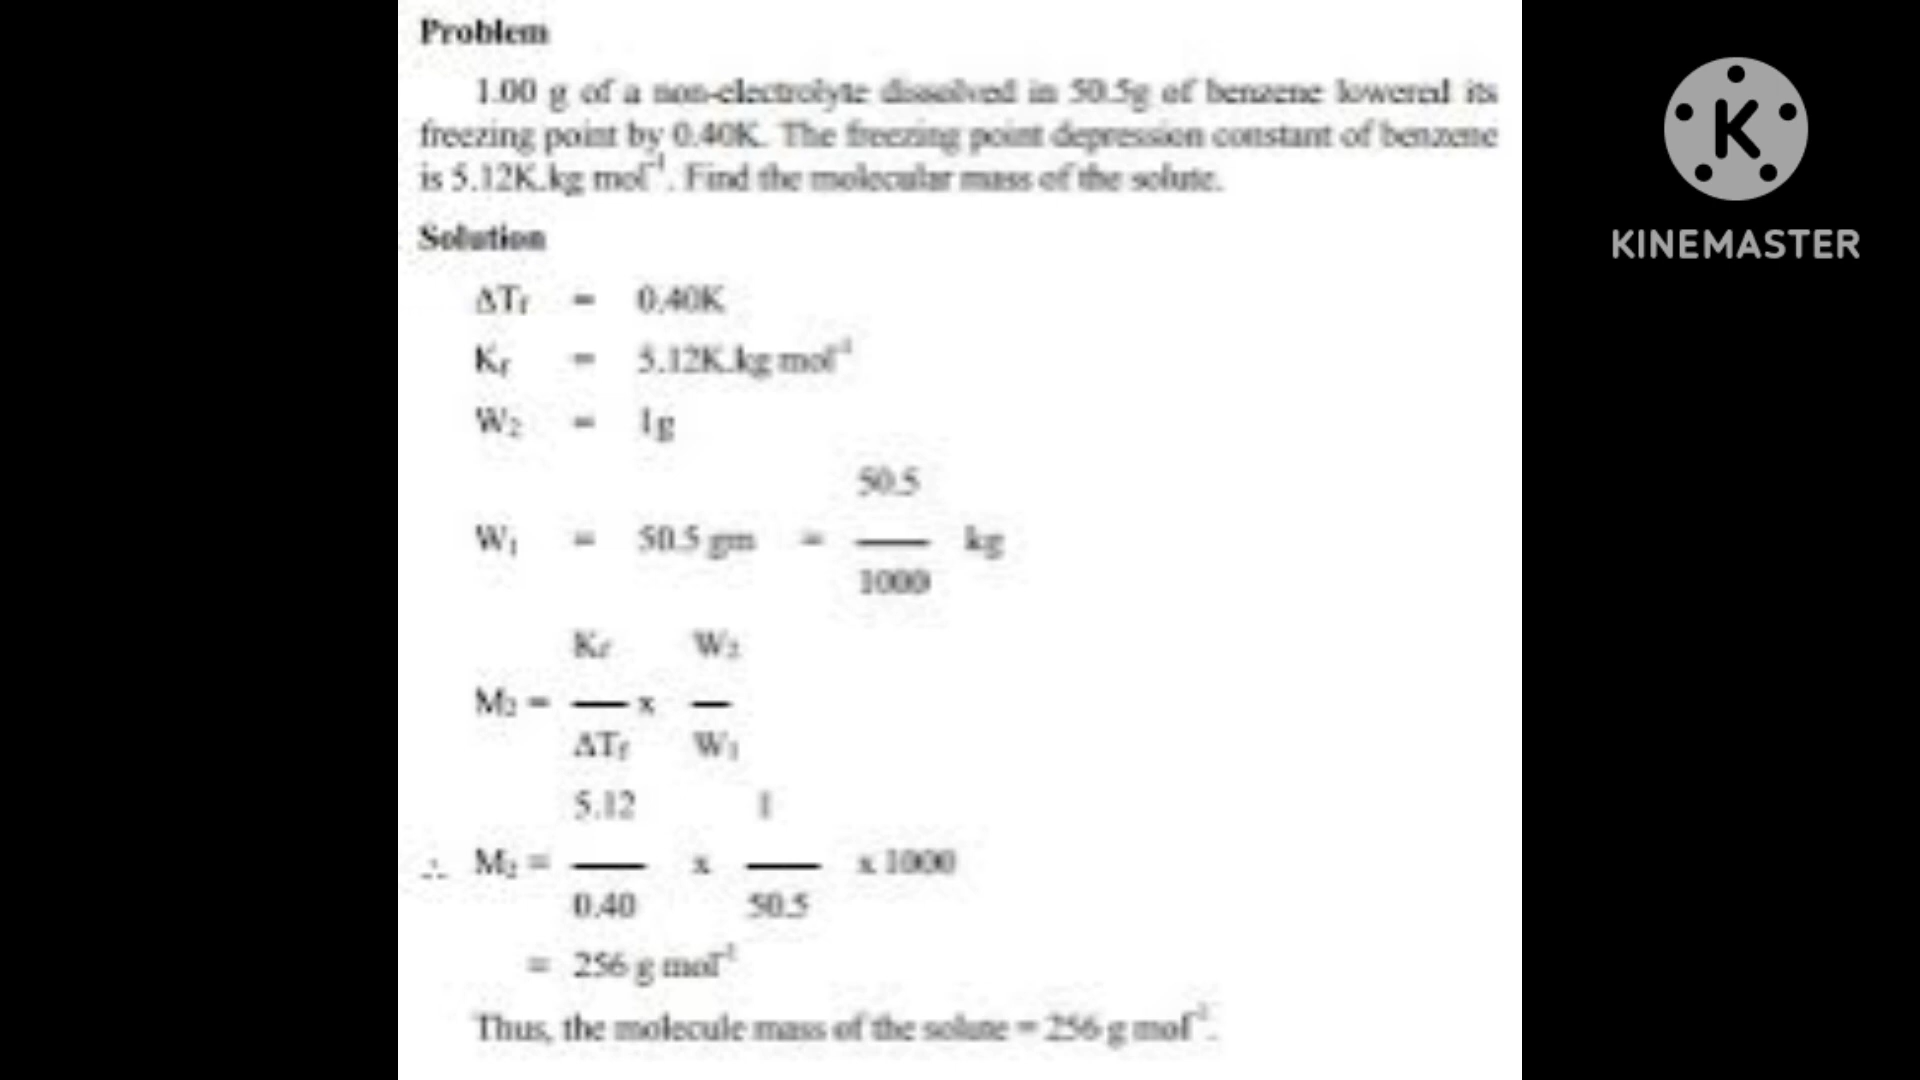 Problem
1.00 g of a non-electrolyte dissolved in 50.5g of benzene lowered its
freezing point by 0.40K. The freezing point depression constant of benzene
is 5.12K.kg mol⁻¹. Find the molecular mass of the solute.
Solution
ΔTf = 0.40K
Kf = 5.12K.kg mol⁻¹
W₂ = 1g
50.5
W₁ = 50.5 gm = — kg
1000
Kf W₂
M₂ = — x —
ΔTf W₁
5.12 1
∴ M₂ = — x — x 1000
0.40 50.5
= 256 g mol⁻¹
Thus, the molecule mass of the solute = 256 g mol⁻¹.
K
KINEMASTER